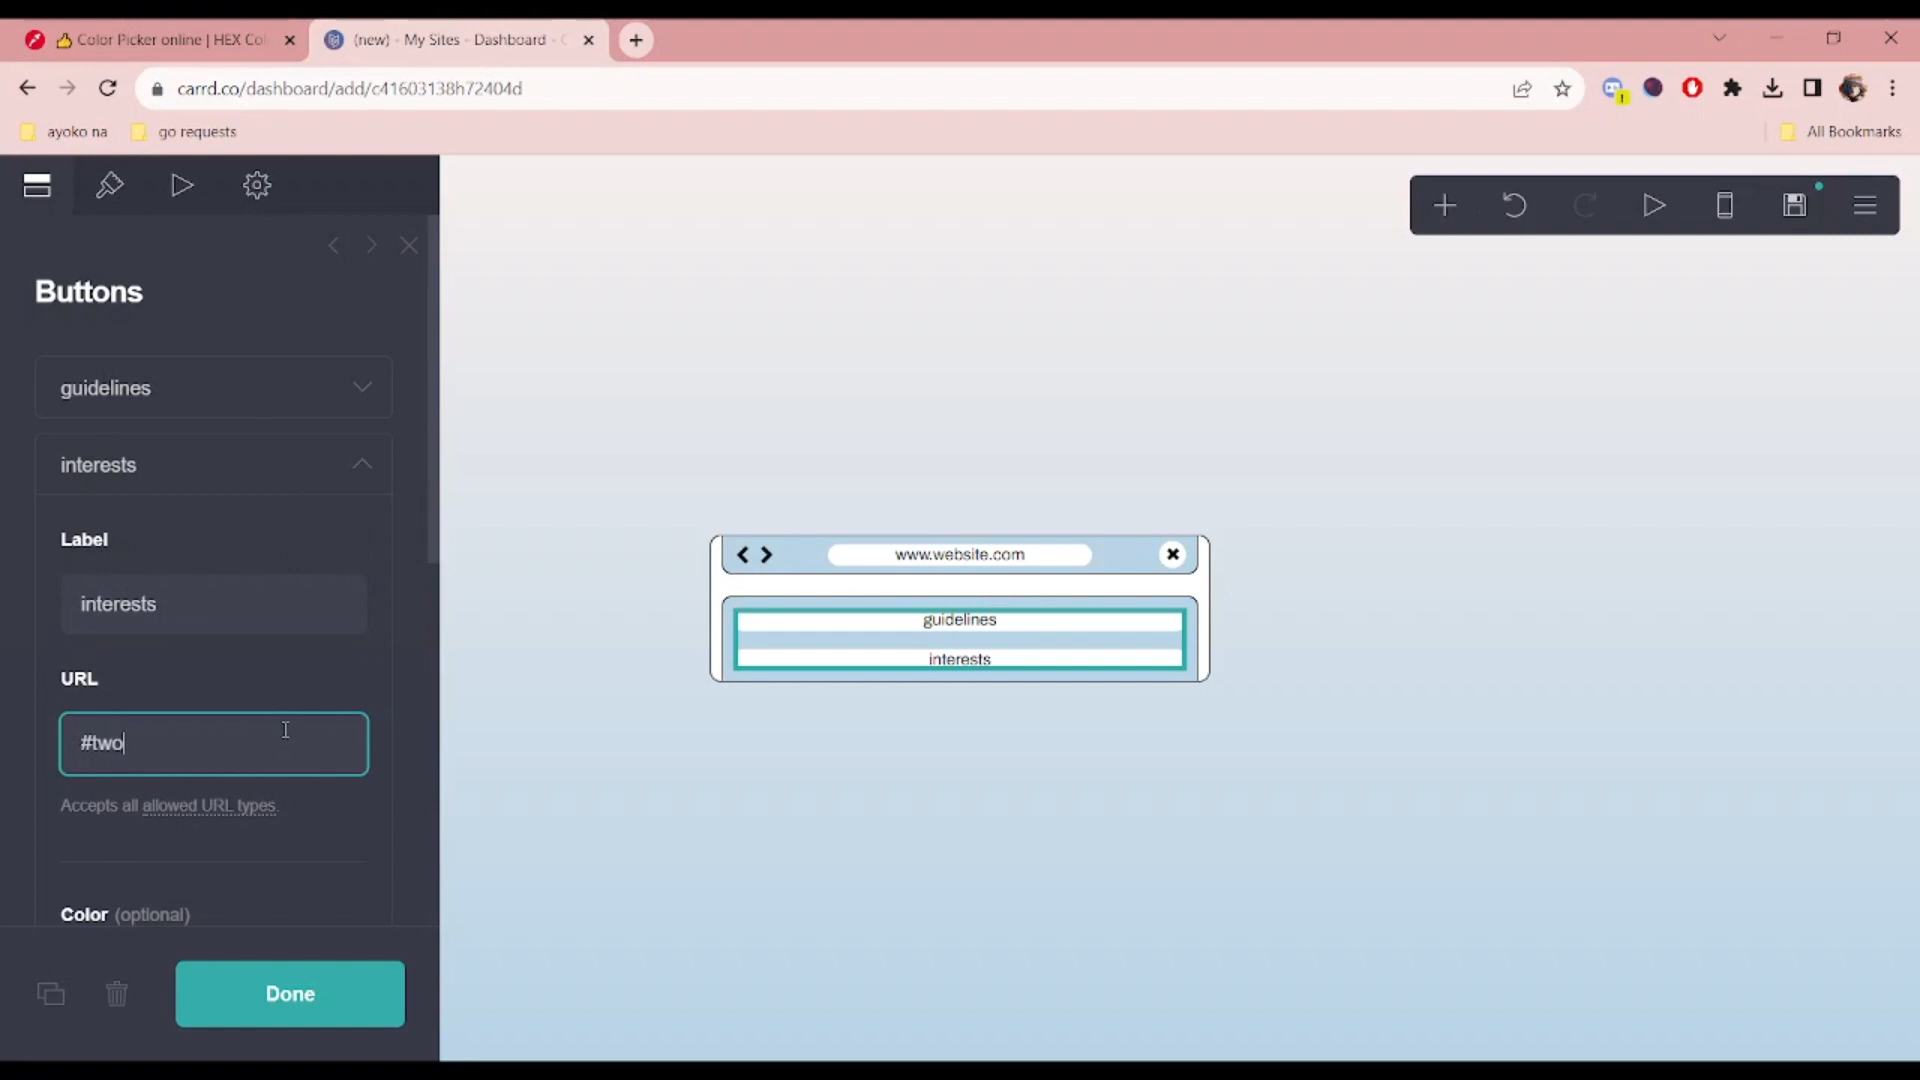 Color Picker online | HEX Co
(new) - My Sites - Dashboard -
carrd.co/dashboard/add/c41603138h72404d
ayoko na
go requests
All Bookmarks
Buttons
guidelines
interests
Label
interests
URL
#two
Accepts all allowed URL types.
Color (optional)
Done
www.website.com
guidelines
interests